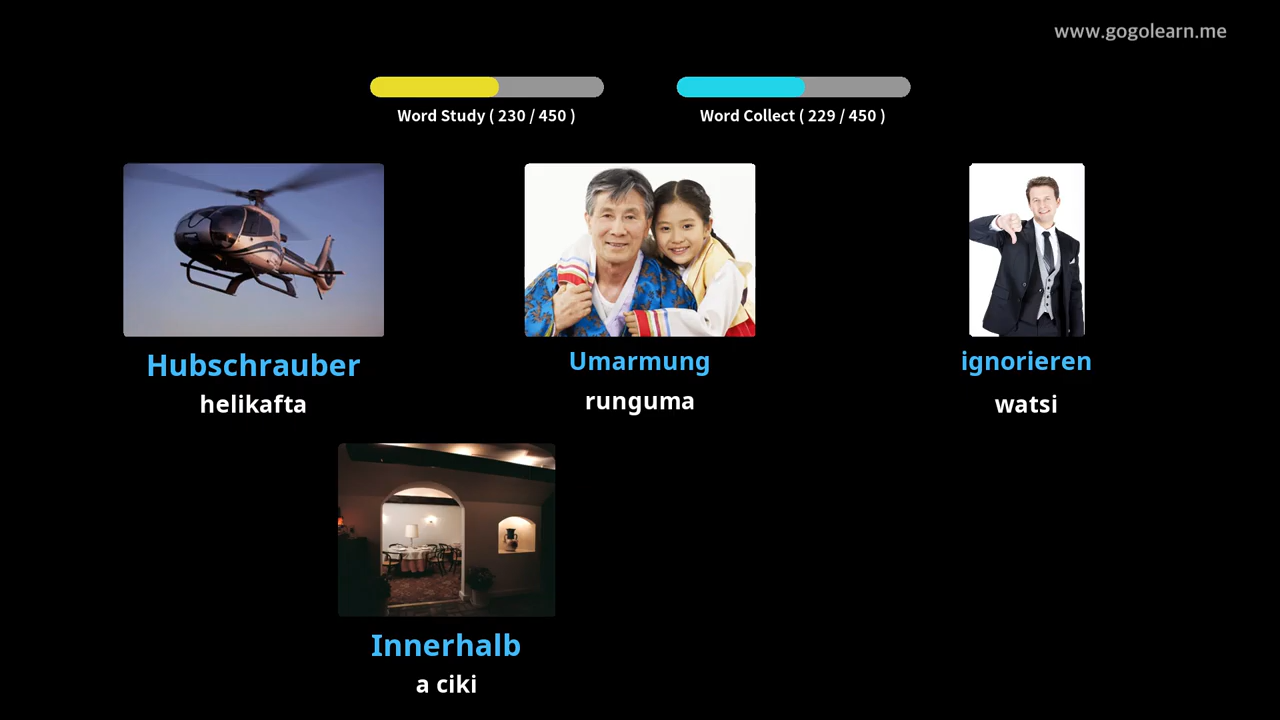 www.gogolearn.me
Word Study ( 230 / 450 )
Word Collect ( 229 / 450 )
Hubschrauber
helikafta
Umarmung
runguma
ignorieren
watsi
Innerhalb
a ciki